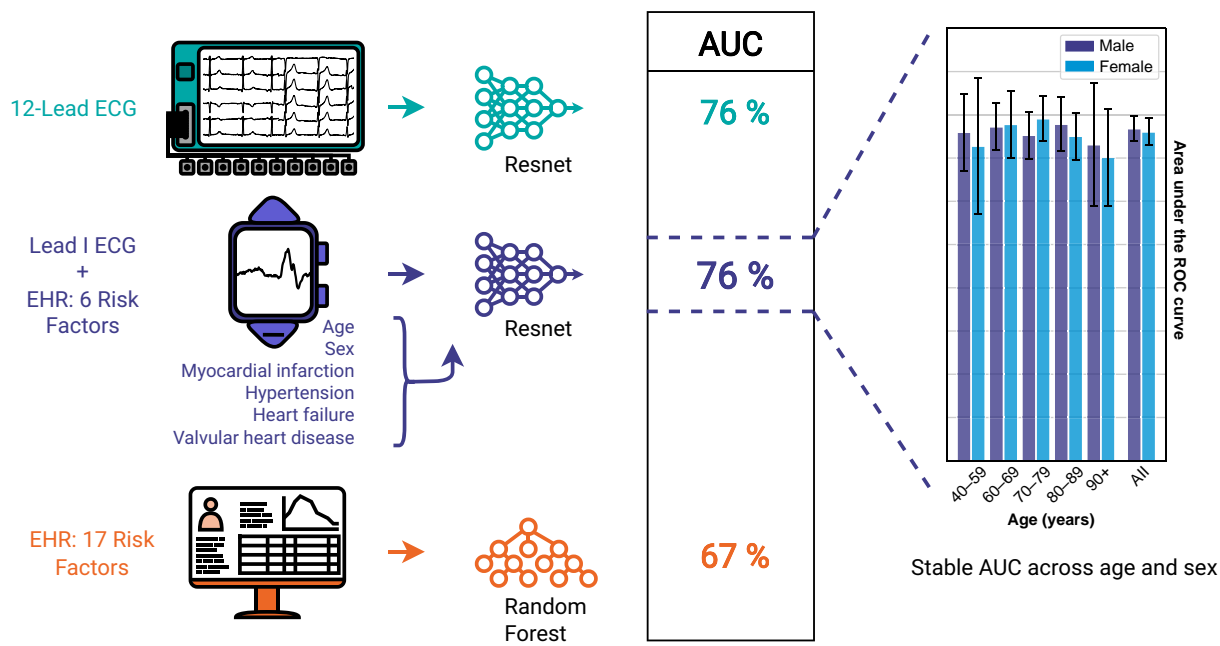 AUC
12-Lead ECG
Resnet
76 %
Lead I ECG
+
EHR: 6 Risk
Factors
Resnet
76 %
Age
Sex
Myocardial infarction
Hypertension
Heart failure
Valvular heart disease
EHR: 17 Risk
Factors
Random
Forest
67 %
Male
Female
Area under the ROC curve
40–59
60–69
70–79
80–89
90+
All
Age (years)
Stable AUC across age and sex